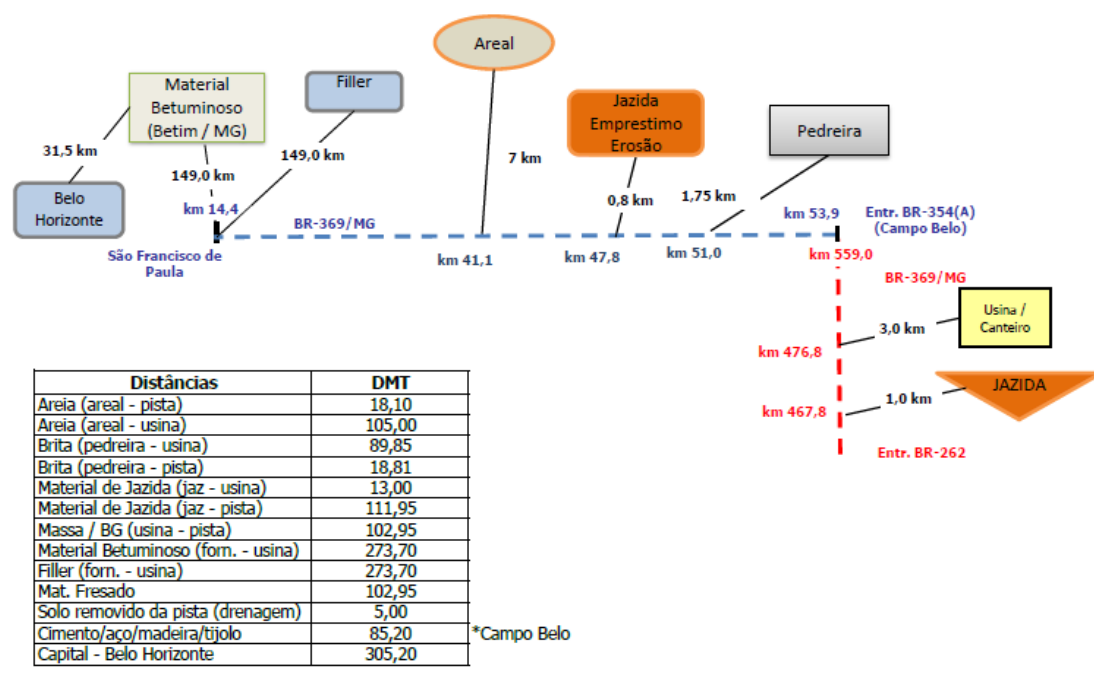 Areal
Material
Betuminoso
(Betim / MG)
Filler
Jazida
Emprestimo
Erosão
Pedreira
31,5 km
149,0 km
149,0 km
7 km
0,8 km
1,75 km
Belo
Horizonte
km 14,4
BR-369/MG
km 53,9
Entr. BR-354(A)
(Campo Belo)
São Francisco de
Paula
km 41,1
km 47,8
km 51,0
km 559,0
BR-369/MG
Usina /
Canteiro
3,0 km
km 476,8
JAZIDA
1,0 km
km 467,8
Entr. BR-262
Distâncias DMT
Areia (areal - pista) 18,10
Areia (areal - usina) 105,00
Brita (pedreira - usina) 89,85
Brita (pedreira - pista) 18,81
Material de Jazida (jaz - usina) 13,00
Material de Jazida (jaz - pista) 111,95
Massa / BG (usina - pista) 102,95
Material Betuminoso (forn. - usina) 273,70
Filler (forn. - usina) 273,70
Mat. Fresado 102,95
Solo removido da pista (drenagem) 5,00
Cimento/aço/madeira/tijolo 85,20 *Campo Belo
Capital - Belo Horizonte 305,20